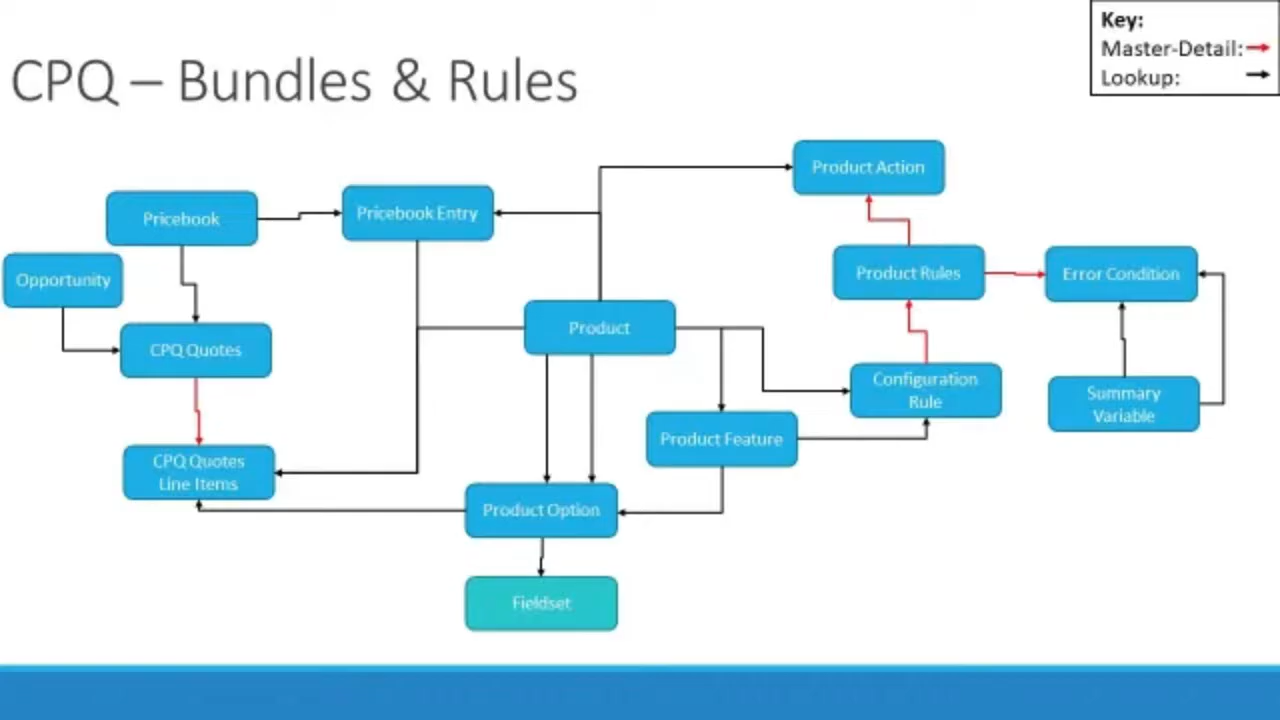 Key:
Master-Detail:
Lookup:
CPQ – Bundles & Rules
Product Action
Pricebook
Pricebook Entry
Opportunity
Product Rules
Error Condition
CPQ Quotes
Product
Configuration
Rule
Summary
Variable
Product Feature
CPQ Quotes
Line Items
Product Option
Fieldset